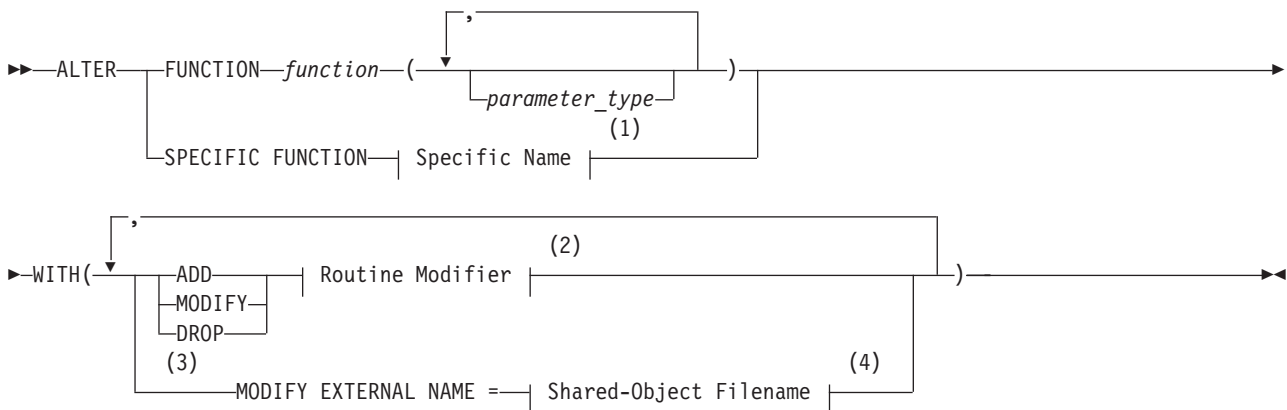 ,
ALTER FUNCTION function ( parameter_type )
(1)
SPECIFIC FUNCTION Specific Name
,
(2)
WITH( ADD Routine Modifier )
MODIFY
DROP
(3) (4)
MODIFY EXTERNAL NAME = Shared-Object Filename